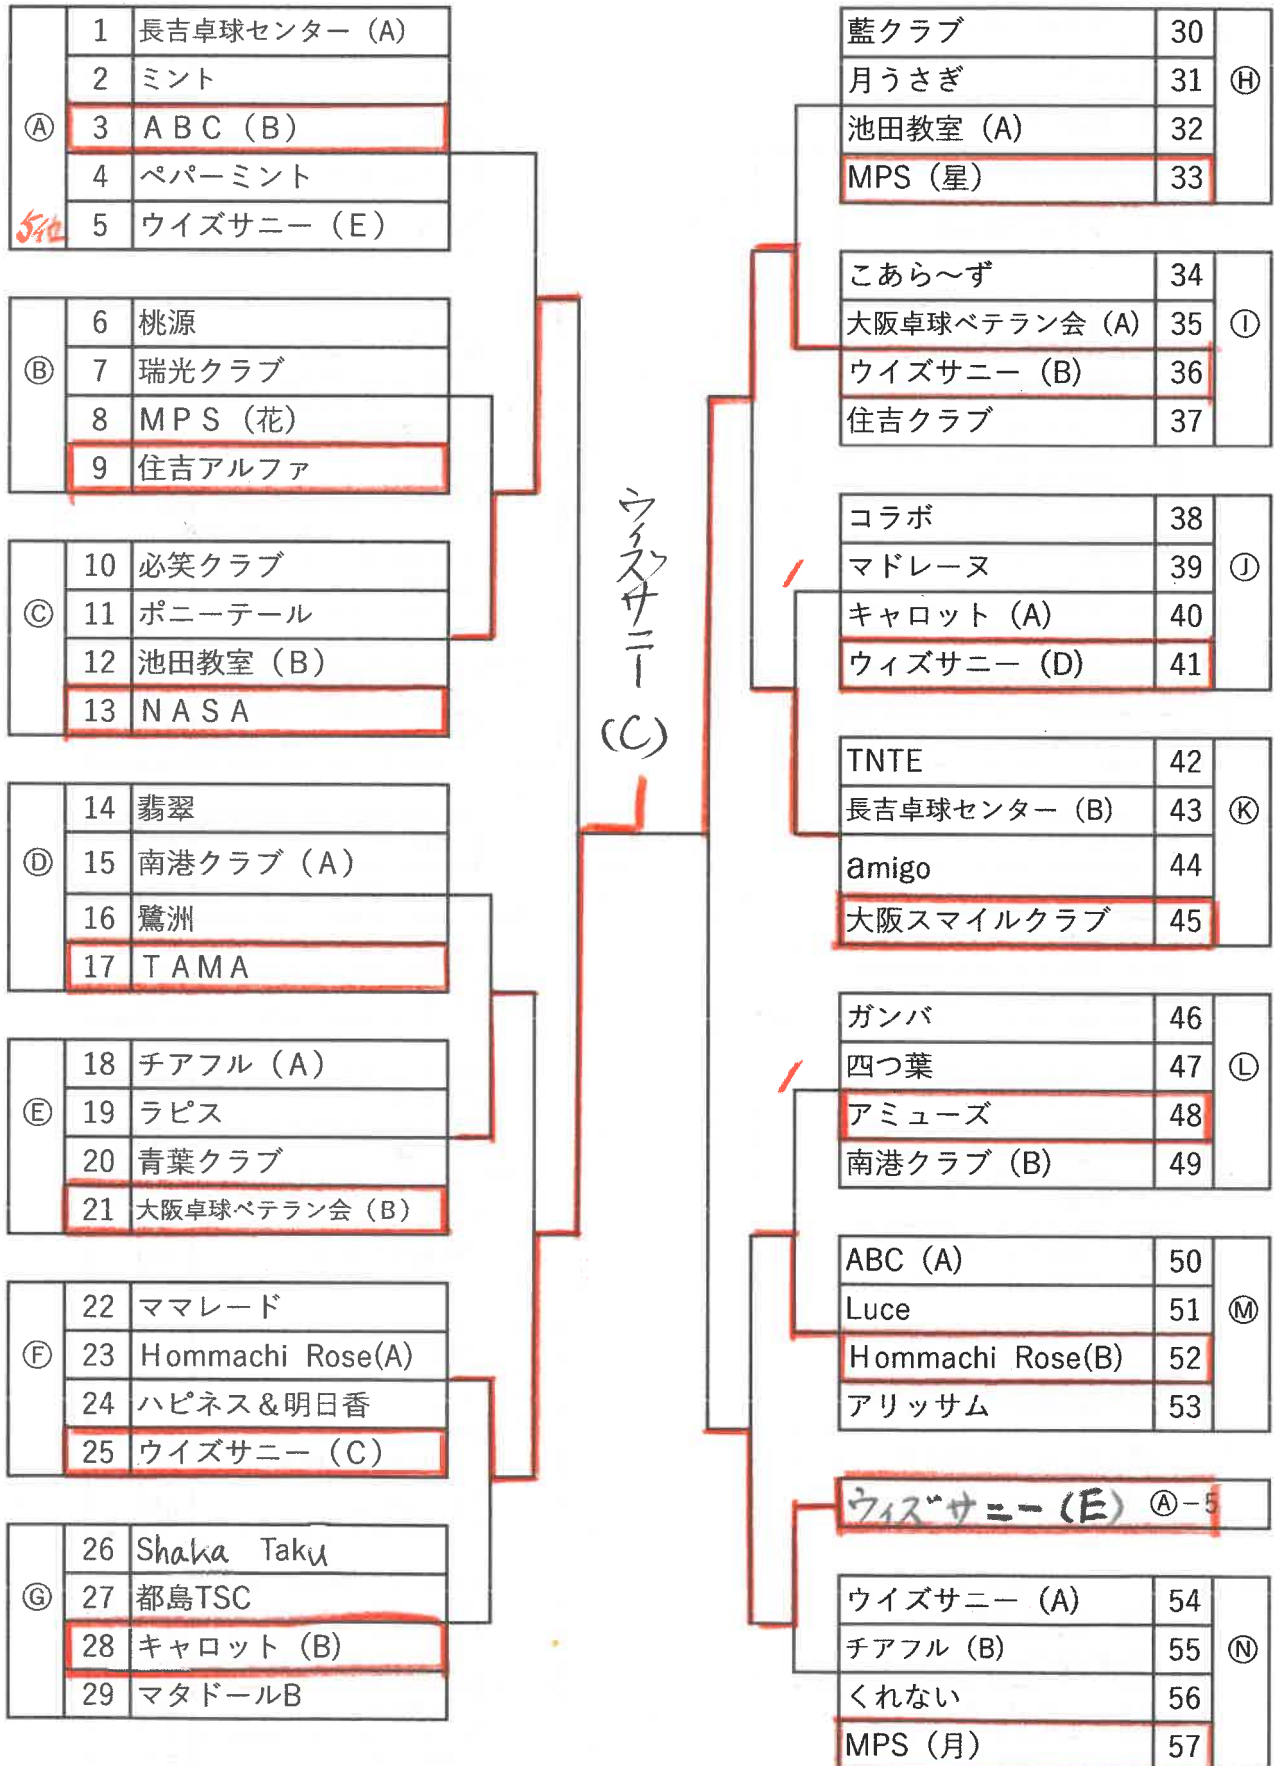 Ⓐ
1 長吉卓球センター（A）
2 ミント
3 ＡＢＣ（B）
4 ペパーミント
5位 5 ウイズサニー（E）
Ⓑ
6 桃源
7 瑞光クラブ
8 ＭＰＳ（花）
9 住吉アルファ
Ⓒ
10 必笑クラブ
11 ポニーテール
12 池田教室（B）
13 ＮＡＳＡ
Ⓓ
14 翡翠
15 南港クラブ（A）
16 鷺洲
17 ＴＡＭＡ
Ⓔ
18 チアフル（A）
19 ラピス
20 青葉クラブ
21 大阪卓球ベテラン会（B）
Ⓕ
22 ママレード
23 Hommachi Rose(A)
24 ハピネス＆明日香
25 ウイズサニー（C）
Ⓖ
26 Shaka Taku
27 都島TSC
28 キャロット（B）
29 マタドールB
ウィズサニー
(C)
藍クラブ 30
月うさぎ 31 Ⓗ
池田教室（A） 32
MPS（星） 33
こあら～ず 34
大阪卓球ベテラン会（A） 35 Ⓘ
ウイズサニー（B） 36
住吉クラブ 37
コラボ 38
マドレーヌ 39 Ⓙ
キャロット（A） 40
ウィズサニー（D） 41
TNTE 42
長吉卓球センター（B） 43 Ⓚ
amigo 44
大阪スマイルクラブ 45
ガンバ 46
四つ葉 47 Ⓛ
アミューズ 48
南港クラブ（B） 49
ABC（A） 50
Luce 51 Ⓜ
Hommachi Rose(B) 52
アリッサム 53
ウィズサニー(E) Ⓐ－5
ウイズサニー（A） 54
チアフル（B） 55 Ⓝ
くれない 56
MPS（月） 57